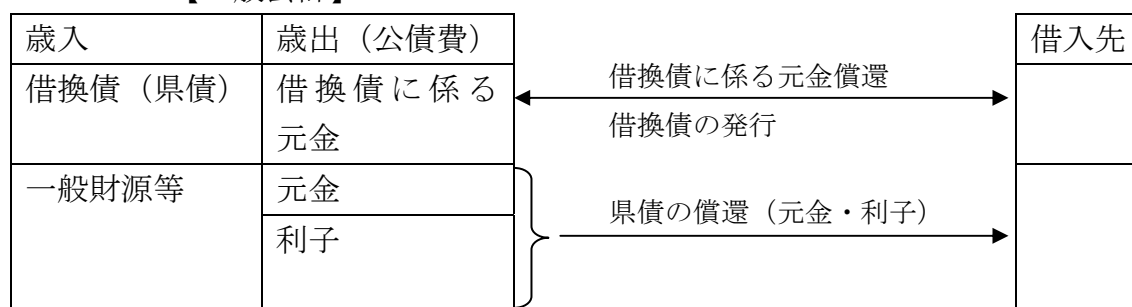 歳入
歳出（公債費）
借入先
借換債（県債）
借換債に係る
元金
借換債に係る元金償還
借換債の発行
一般財源等
元金
利子
県債の償還（元金・利子）